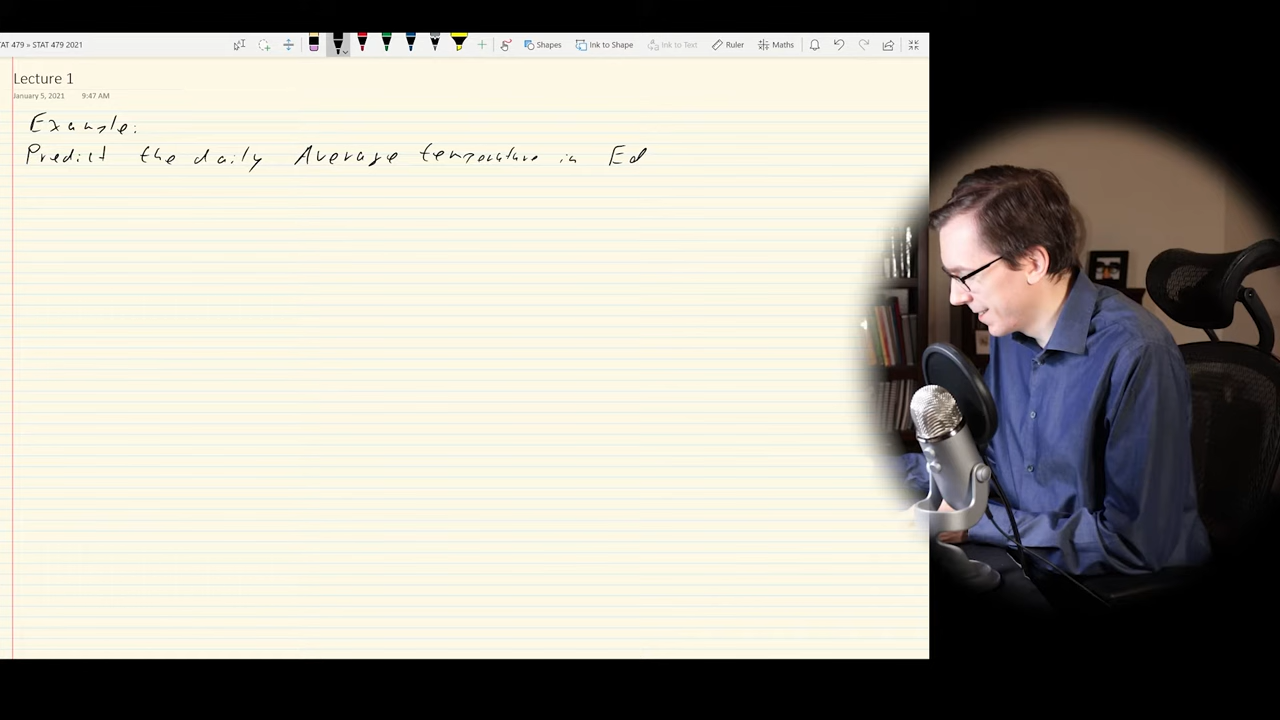 TAT 479 » STAT 479 2021
Shapes Ink to Shape Ink to Text Ruler Maths
Lecture 1
January 5, 2021 9:47 AM
Example:
Predict the daily Average temperature in Ed